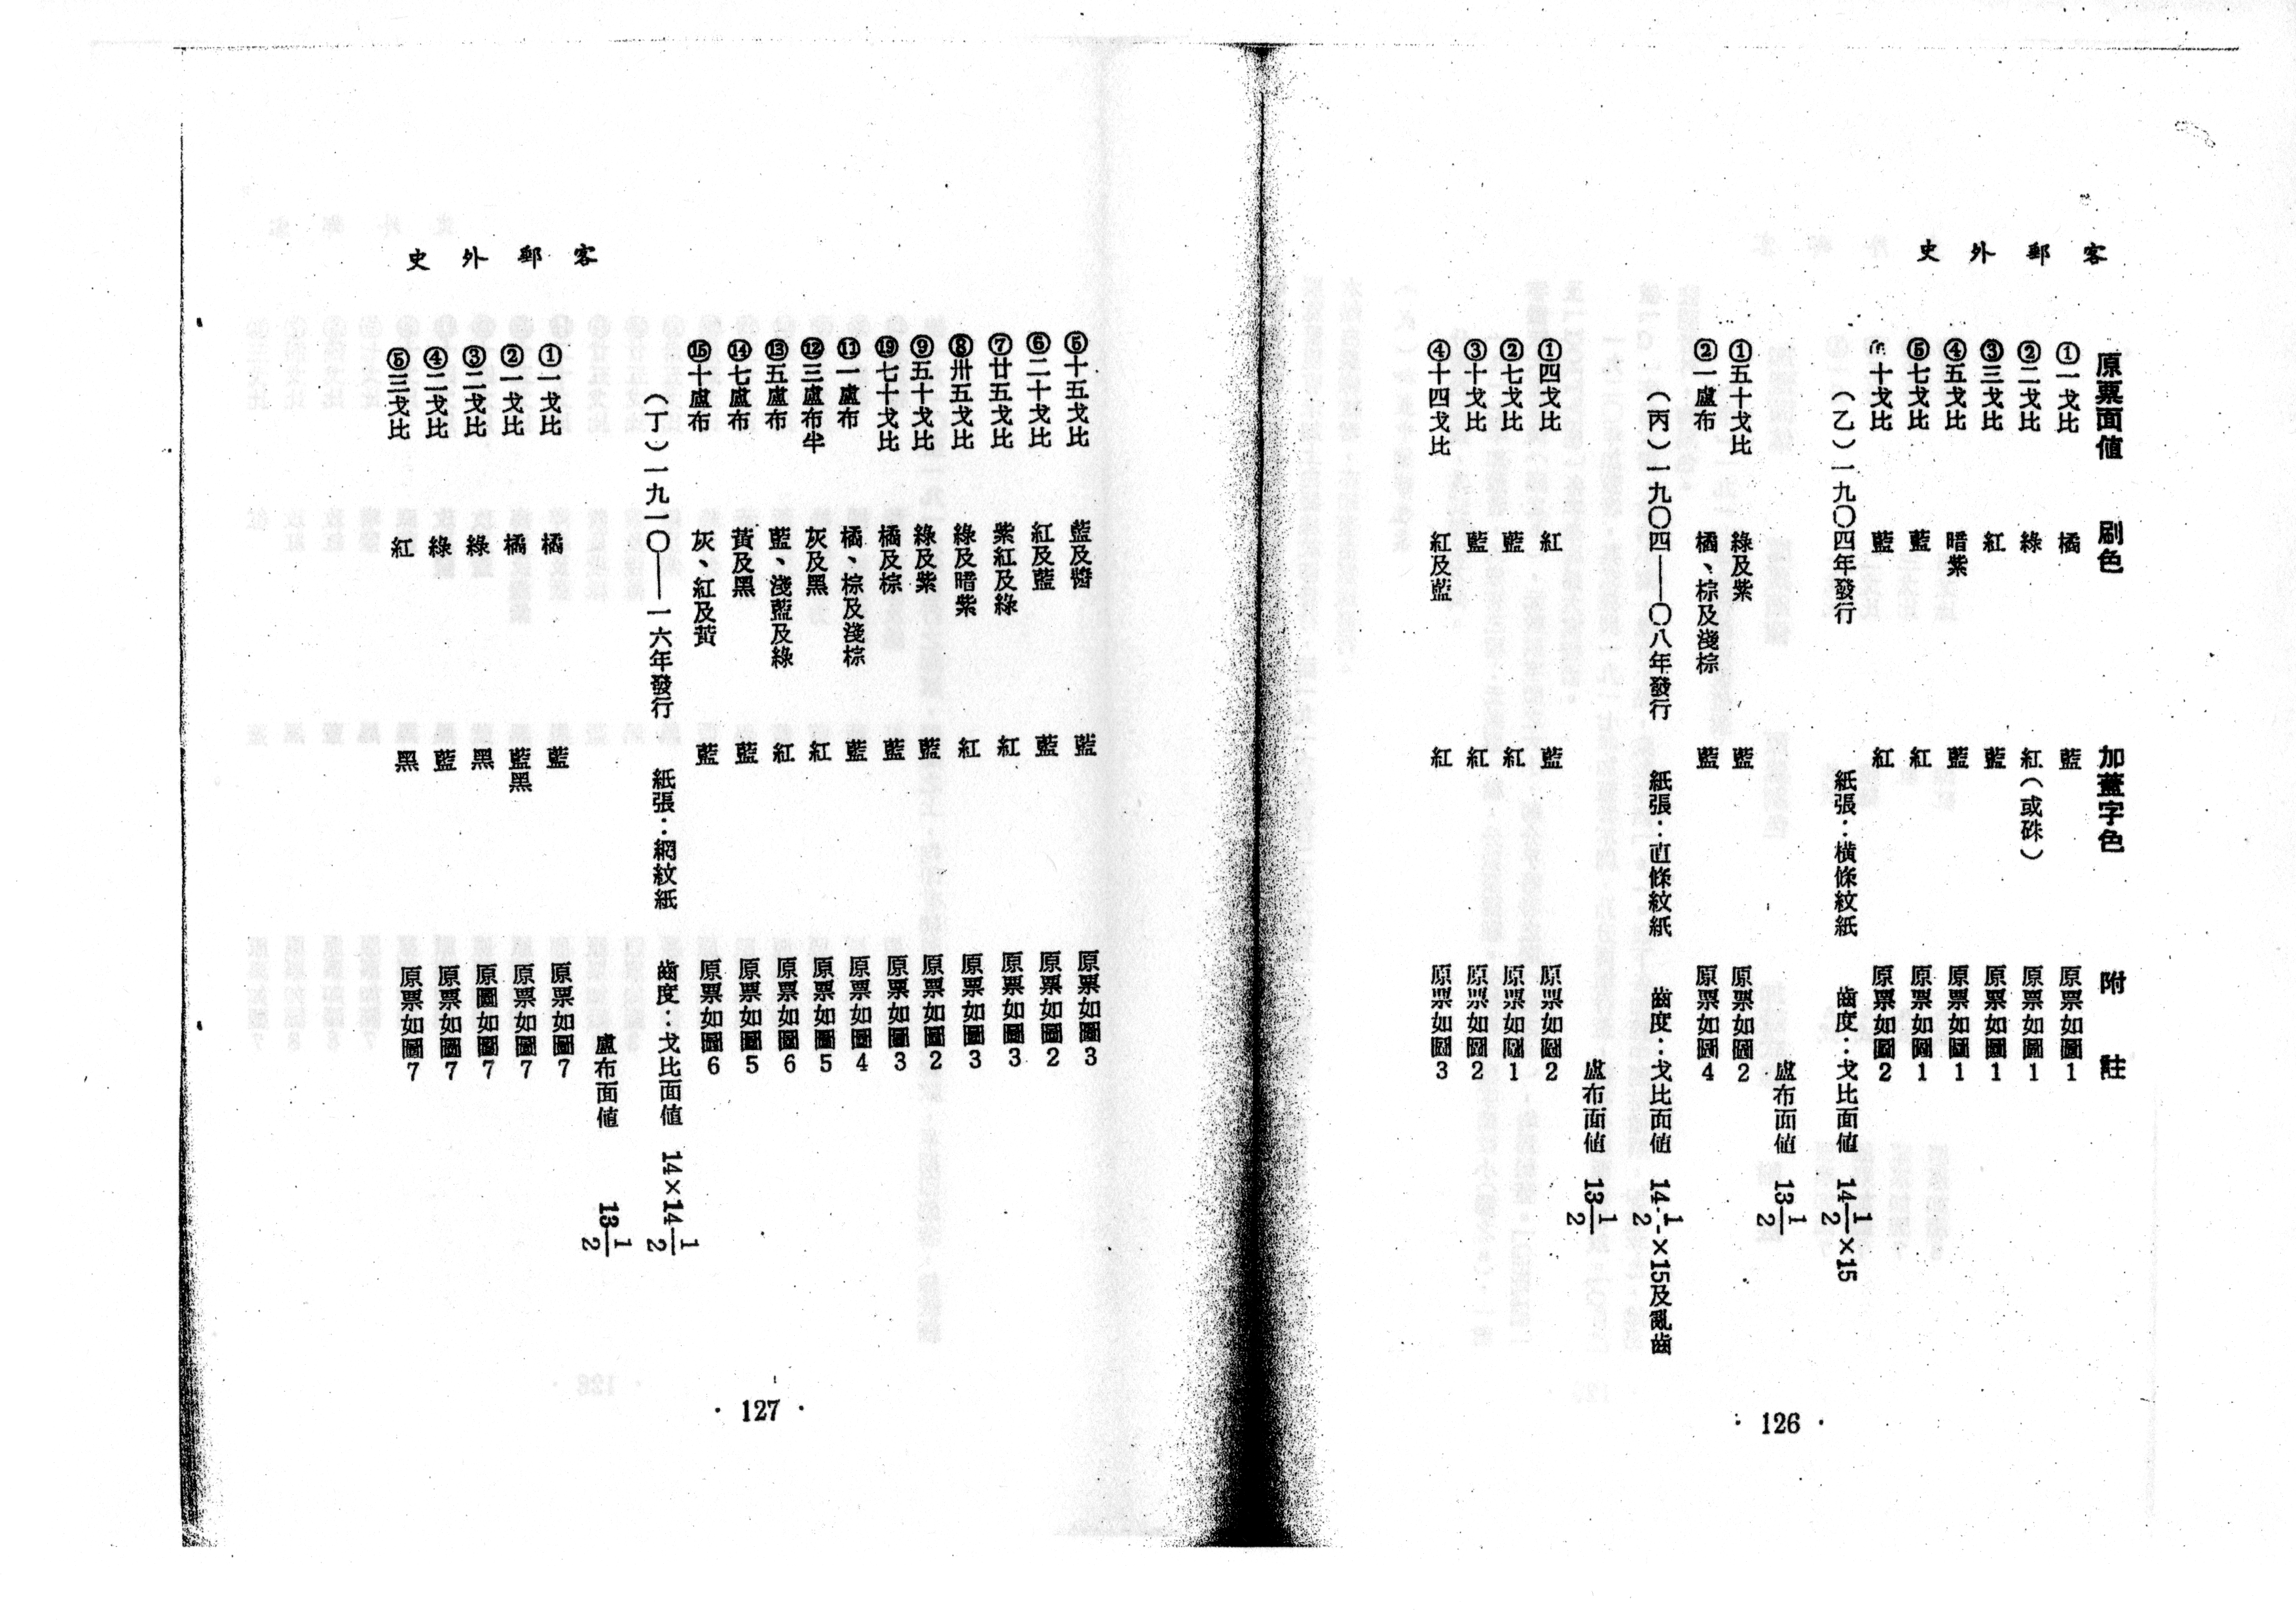 客郵外史
原票面值 刷色 加蓋字色 附註
①一戈比 橘 藍 原票如圖1
②二戈比 綠 紅(或硃) 原票如圖1
③三戈比 紅 藍 原票如圖1
④五戈比 暗紫 藍 原票如圖1
⑤七戈比 藍 紅 原票如圖1
十戈比 藍 紅 原票如圖2
(乙)一九〇四年發行 紙張:橫條紋紙 齒度:戈比面值 14 1/2×15
盧布面值 13 1/2
①五十戈比 綠及紫 藍 原票如圖2
②一盧布 橘、棕及淺棕 藍 原票如圖4
(丙)一九〇四——〇八年發行 紙張:直條紋紙 齒度:戈比面值 14 1/2×15及亂齒
盧布面值 13 1/2
①四戈比 紅 藍 原票如圖2
②七戈比 藍 紅 原票如圖1
③十戈比 藍 紅 原票如圖2
④十四戈比 紅及藍 紅 原票如圖3
· 126 ·
客郵外史
⑤十五戈比 藍及醬 藍 原票如圖3
⑥二十戈比 紅及藍 藍 原票如圖2
⑦廿五戈比 紫紅及綠 紅 原票如圖3
⑧卅五戈比 綠及暗紫 紅 原票如圖3
⑨五十戈比 綠及紫 藍 原票如圖2
⑲七十戈比 橘及棕 藍 原票如圖3
⑪一盧布 橘、棕及淺棕 藍 原票如圖4
⑫三盧布半 灰及黑 紅 原票如圖5
⑬五盧布 藍、淺藍及綠 紅 原票如圖6
⑭七盧布 黃及黑 藍 原票如圖5
⑮十盧布 灰、紅及黃 藍 原票如圖6
(丁)一九一〇——一六年發行 紙張:網紋紙 齒度:戈比面值 14×14 1/2
盧布面值 13 1/2
①一戈比 橘 藍 原票如圖7
②一戈比 橘 藍黑 原票如圖7
③二戈比 綠 黑 原圖如圖7
④二戈比 綠 藍 原票如圖7
⑤三戈比 紅 黑 原票如圖7
· 127 ·